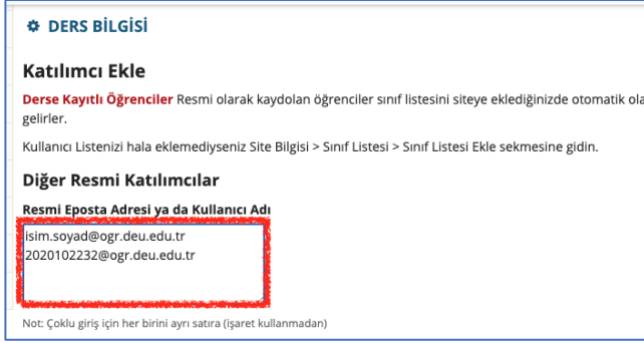 DERS BİLGİSİ
Katılımcı Ekle
Derse Kayıtlı Öğrenciler Resmi olarak kaydolan öğrenciler sınıf listesini siteye eklediğinizde otomatik
gelirler.
Kullanıcı Listenizi hala eklemediyseniz Site Bilgisi > Sınıf Listesi > Sınıf Listesi Ekle sekmesine gidin.
Diğer Resmi Katılımcılar
Resmi Eposta Adresi ya da Kullanıcı Adı
isim.soyad@ogr.deu.edu.tr
2020102232@ogr.deu.edu.tr
Not: Çoklu giriş için her birini ayrı satıra (işaret kullanmadan)